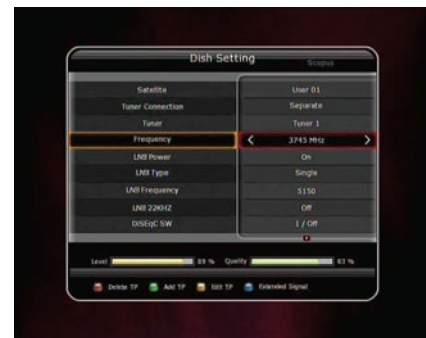 Dish Setting
Scopus
Satellite User 01
Tuner Connection Separate
Tuner Tuner 1
Frequency < 3745 MHz >
LNB Power On
LNB Type Single
LNB Frequency 5150
LNB 22KHZ Off
DiSEqC SW 1 / Off
Level 89 % Quality 83 %
Delete TP Add TP Edit TP Extended Signal